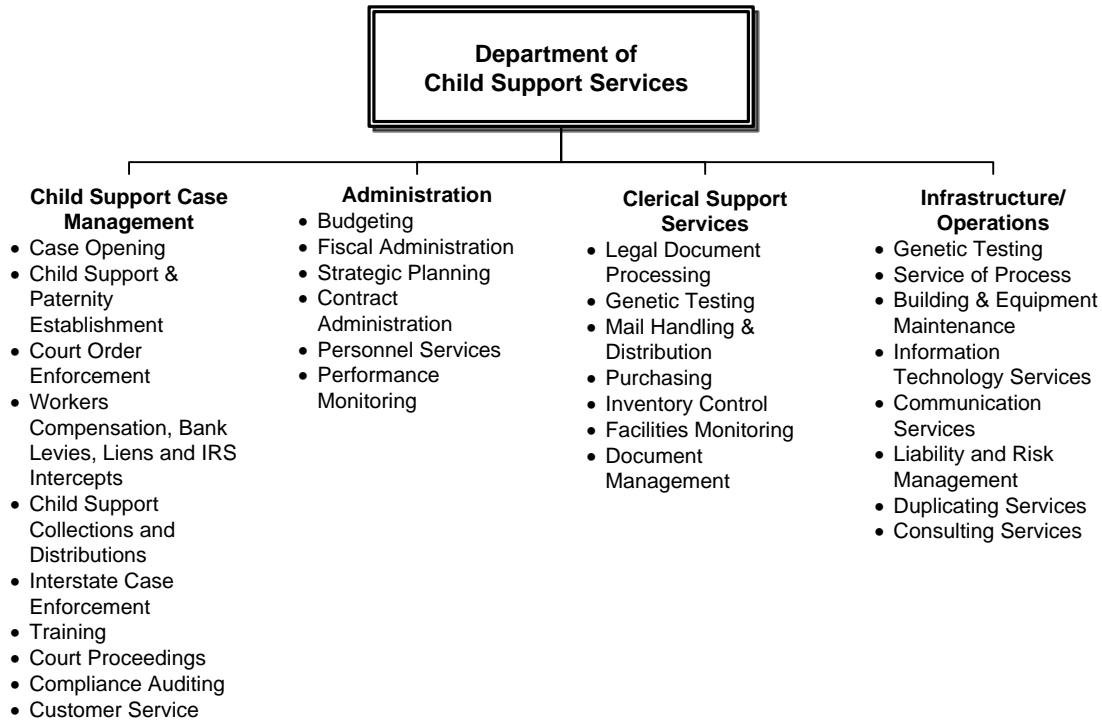 Department of
Child Support Services
Child Support Case
Management
• Case Opening
• Child Support &
Paternity
Establishment
• Court Order
Enforcement
• Workers
Compensation, Bank
Levies, Liens and IRS
Intercepts
• Child Support
Collections and
Distributions
• Interstate Case
Enforcement
• Training
• Court Proceedings
• Compliance Auditing
• Customer Service
Administration
• Budgeting
• Fiscal Administration
• Strategic Planning
• Contract
Administration
• Personnel Services
• Performance
Monitoring
Clerical Support
Services
• Legal Document
Processing
• Genetic Testing
• Mail Handling &
Distribution
• Purchasing
• Inventory Control
• Facilities Monitoring
• Document
Management
Infrastructure/
Operations
• Genetic Testing
• Service of Process
• Building & Equipment
Maintenance
• Information
Technology Services
• Communication
Services
• Liability and Risk
Management
• Duplicating Services
• Consulting Services